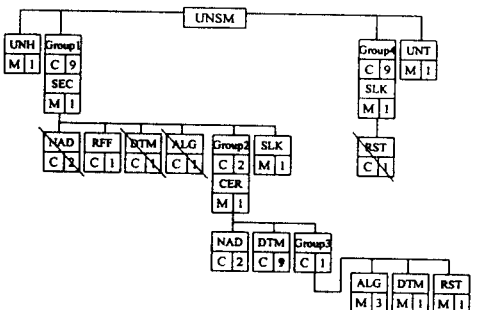 UNSM
UNH Group1 Group4 UNT
M 1 C 9 C 9 M 1
SEC SLK
M 1 M 1
NAD RFF DTM ALG Group2 SLK RST
C 2 C 1 C 1 C 1 C 2 M 1 C 1
CER
M 1
NAD DTM Group3
C 2 C 9 C 1
ALG DTM RST
M 3 M 1 M 1